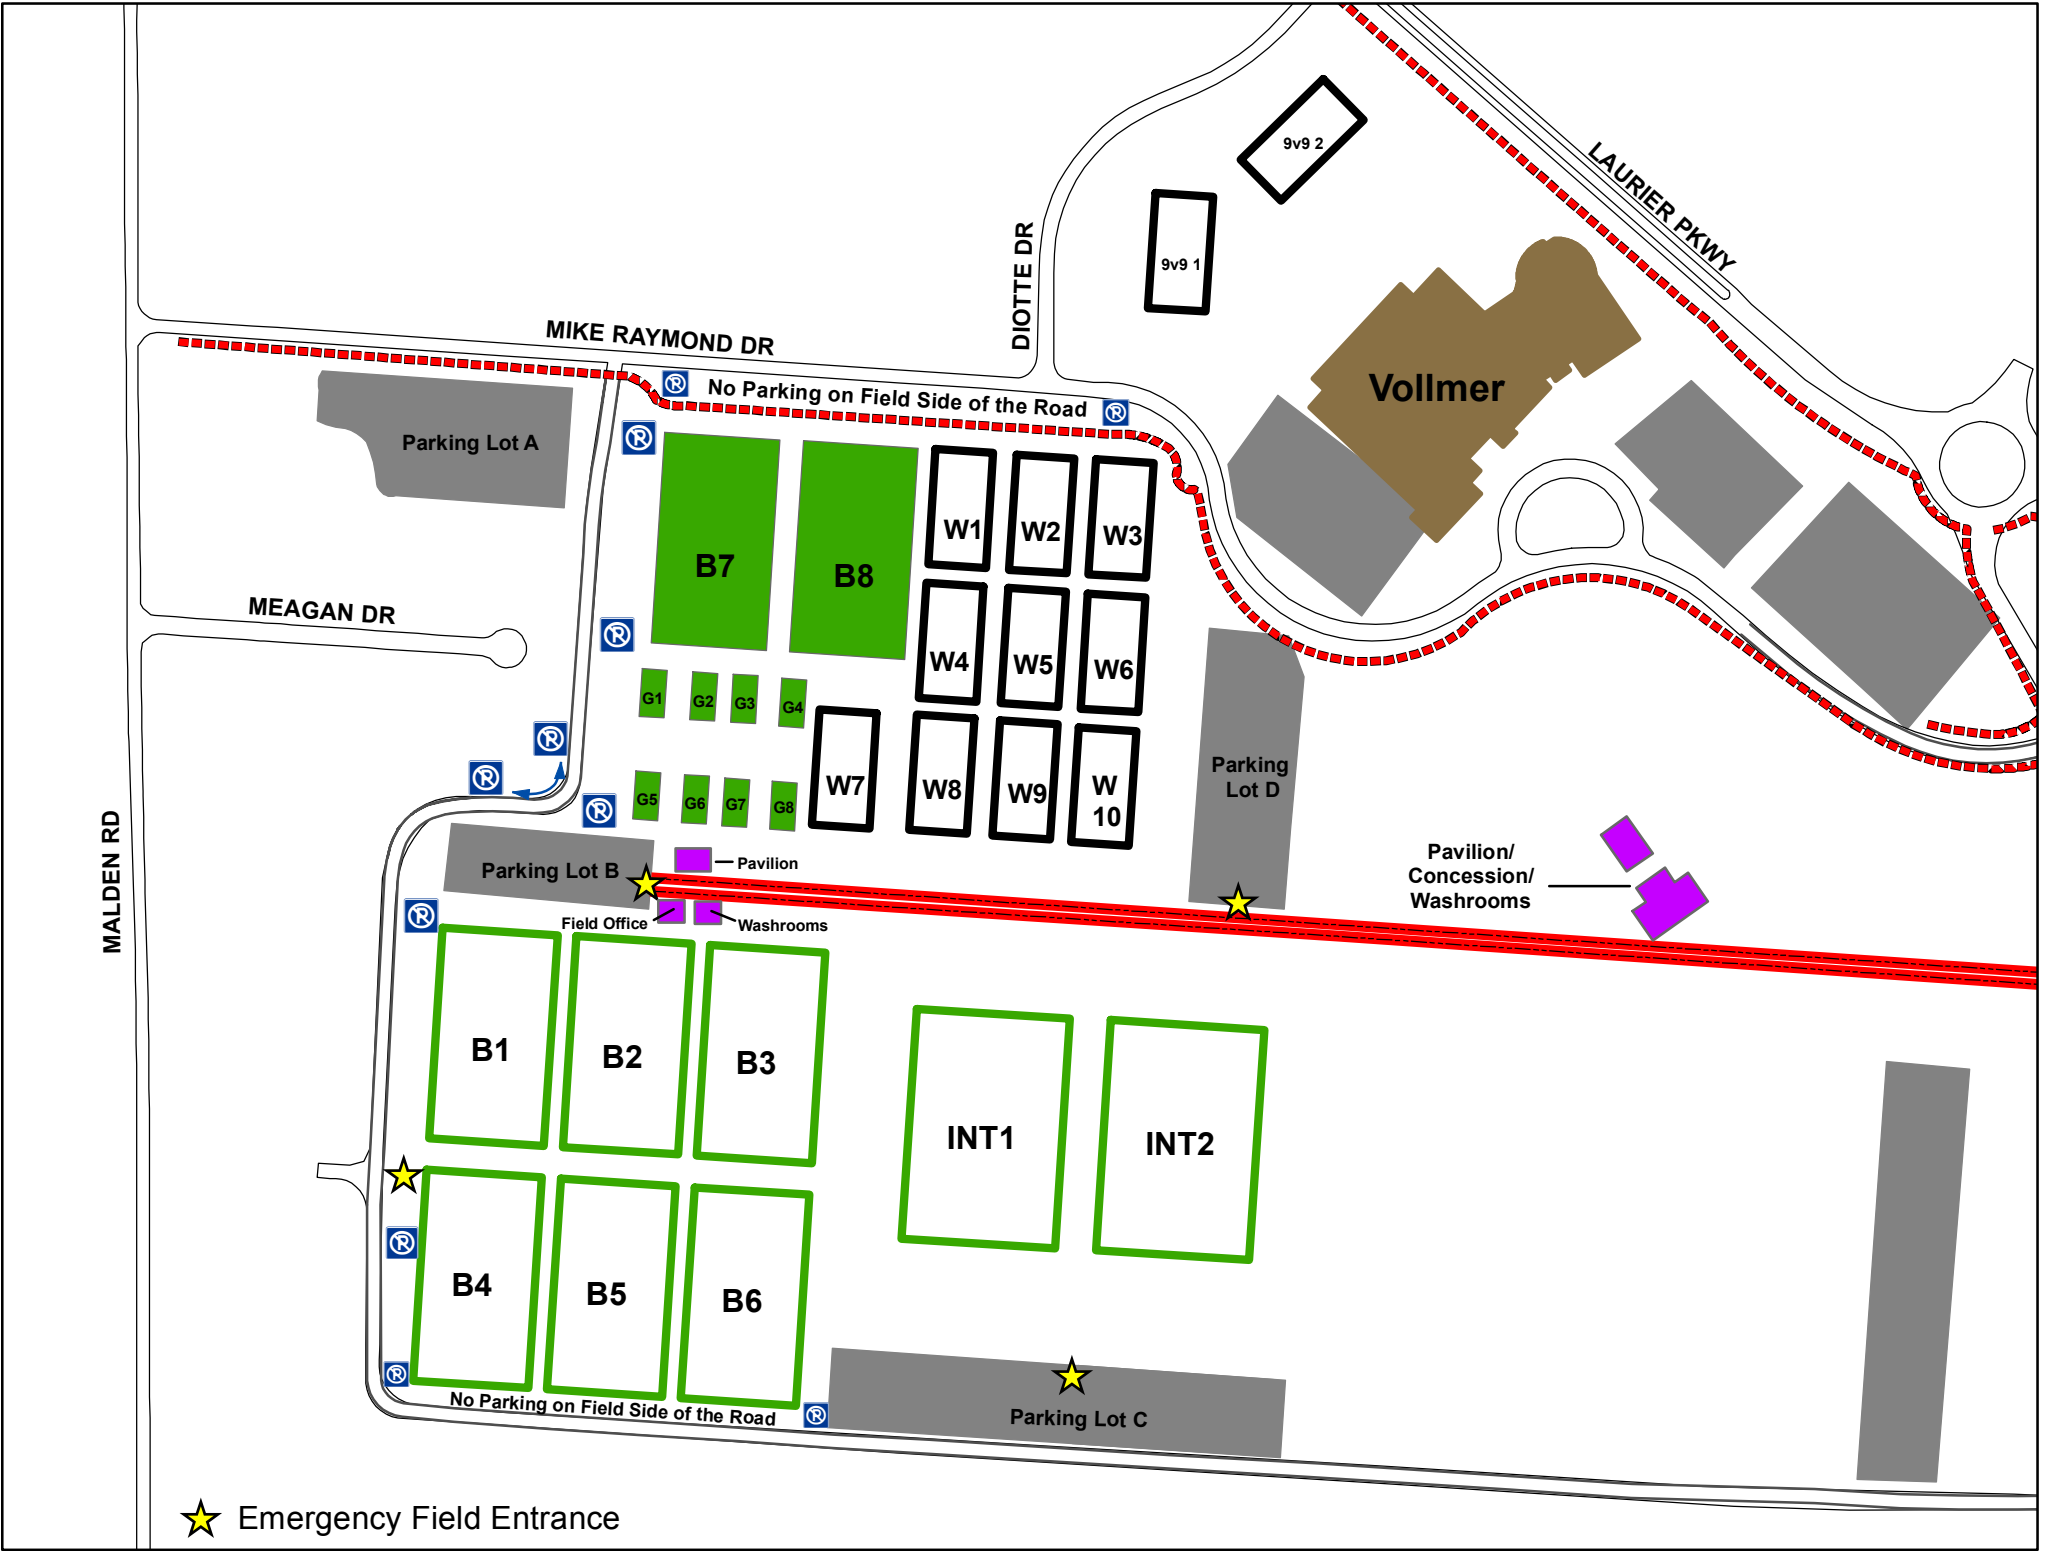 9v9 2
LAURIER PKWY
9v9 1
DIOTTE DR
MIKE RAYMOND DR
Vollmer
No Parking on Field Side of the Road
Parking Lot A
B7
B8
W1
W2
W3
MEAGAN DR
W4
W5
W6
G1
G2
G3
G4
W7
W8
W9
W
10
G5
G6
G7
G8
Parking
Lot D
MALDEN RD
Parking Lot B
Pavilion
Field Office
Washrooms
Pavilion/
Concession/
Washrooms
B1
B2
B3
INT1
INT2
B4
B5
B6
No Parking on Field Side of the Road
Parking Lot C
Emergency Field Entrance
P
P
P
P
P
P
P
P
P
P
P